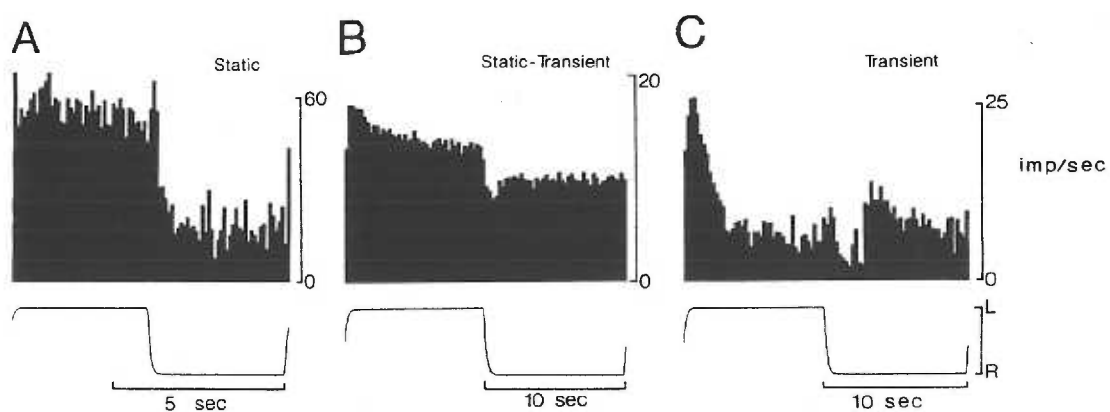 A
Static
60
0
5 sec
B
Static-Transient
20
0
10 sec
C
Transient
25
0
imp/sec
L
R
10 sec